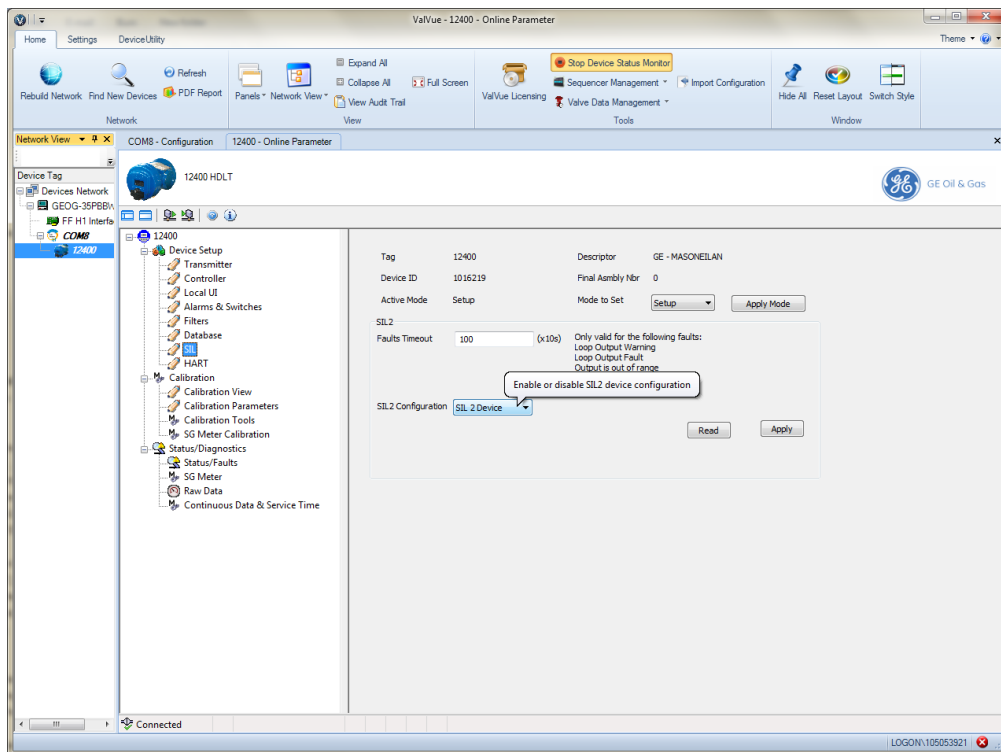 ValVue - 12400 - Online Parameter
Home Settings DeviceUtility Theme
Rebuild Network
Find New Devices
Refresh
PDF Report
Network
Panels
Network View
Expand All
Collapse All
View Audit Trail
Full Screen
View
ValVue Licensing
Stop Device Status Monitor
Sequencer Management
Valve Data Management
Import Configuration
Tools
Hide All
Reset Layout
Switch Style
Window
Network View
Device Tag
Devices Network
GEOG-35PBB
FF H1 Interfa
COM8
12400
COM8 - Configuration
12400 - Online Parameter
12400 HDLT
GE Oil & Gas
12400
Device Setup
Transmitter
Controller
Local UI
Alarms & Switches
Filters
Database
SIL
HART
Calibration
Calibration View
Calibration Parameters
Calibration Tools
SG Meter Calibration
Status/Diagnostics
Status/Faults
SG Meter
Raw Data
Continuous Data & Service Time
Tag 12400 Descriptor GE - MASONEILAN
Device ID 1016219 Final Asmbly Nbr 0
Active Mode Setup Mode to Set Setup Apply Mode
SIL2
Faults Timeout 100 (x10s) Only valid for the following faults:
Loop Output Warning
Loop Output Fault
Output is out of range
Enable or disable SIL2 device configuration
SIL2 Configuration SIL 2 Device
Read Apply
Connected
LOGON\105053921